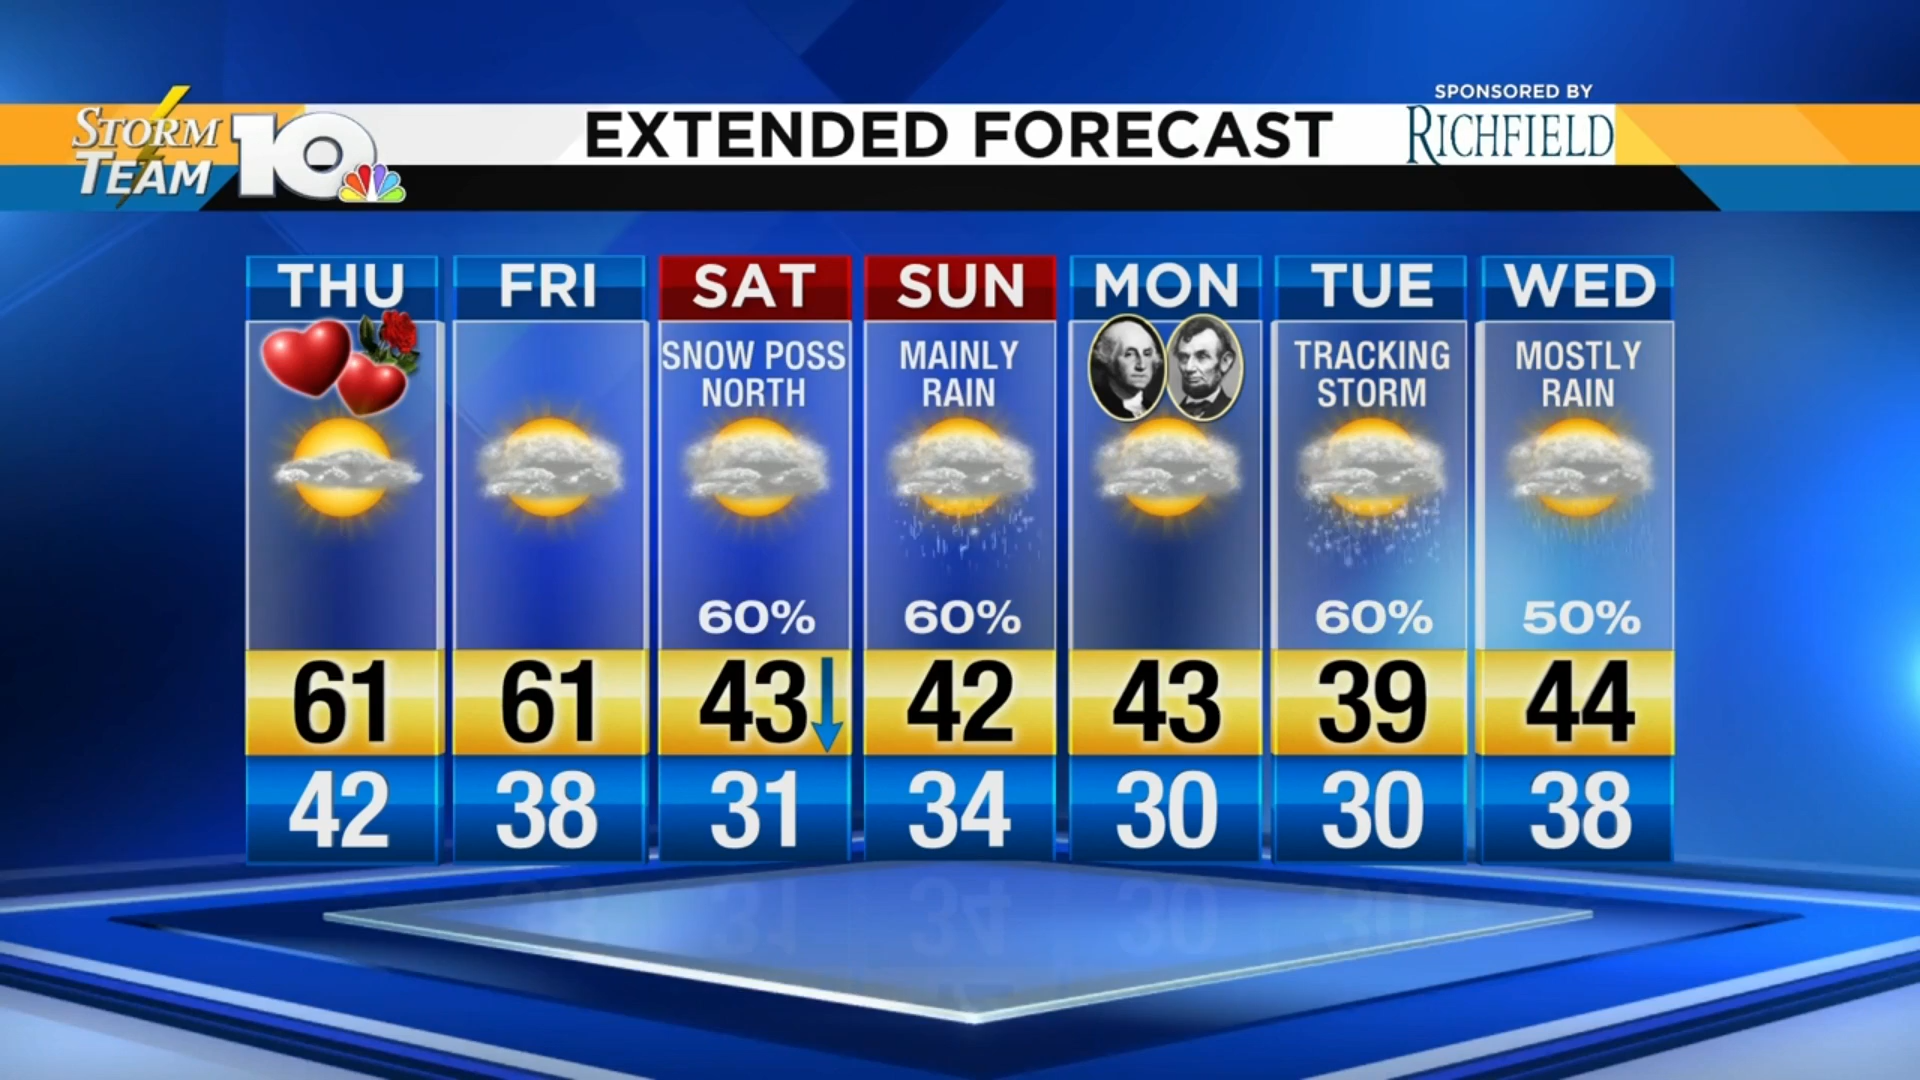 SPONSORED BY
STORM
TEAM
10
EXTENDED FORECAST
RICHFIELD
THU
FRI
SAT
SUN
MON
TUE
WED
SNOW POSS
NORTH
MAINLY
RAIN
TRACKING
STORM
MOSTLY
RAIN
60%
60%
60%
50%
61
61
43
42
43
39
44
42
38
31
34
30
30
38